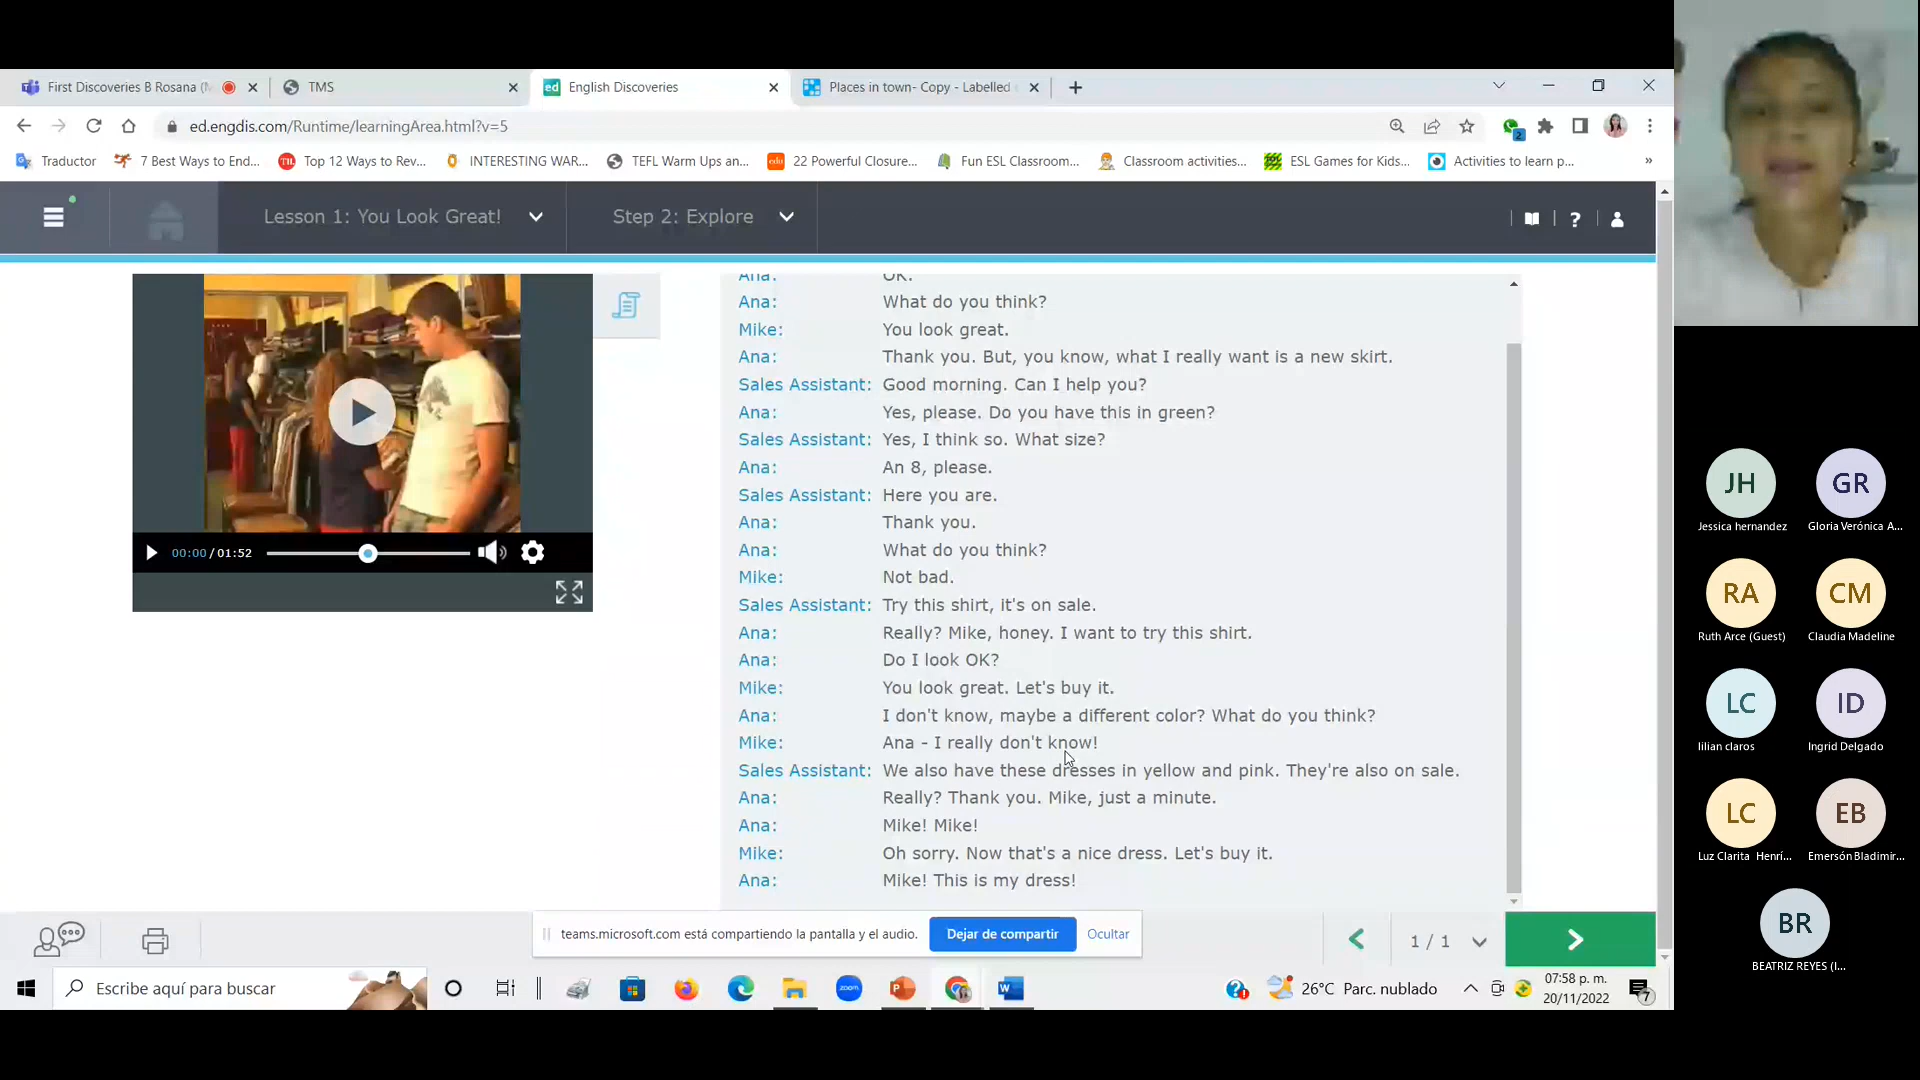 First Discoveries B Rosana (M
TMS
English Discoveries
Places in town- Copy - Labelled
ed.engdis.com/Runtime/learningArea.html?v=5
2
Traductor
7 Best Ways to End...
Top 12 Ways to Rev...
INTERESTING WAR...
TEFL Warm Ups an...
22 Powerful Closure...
Fun ESL Classroom...
Classroom activities...
ESL Games for Kids...
Activities to learn p...
»
Lesson 1: You Look Great!
Step 2: Explore
?
Ana: OK.
Ana: What do you think?
Mike: You look great.
Ana: Thank you. But, you know, what I really want is a new skirt.
Sales Assistant: Good morning. Can I help you?
Ana: Yes, please. Do you have this in green?
Sales Assistant: Yes, I think so. What size?
Ana: An 8, please.
Sales Assistant: Here you are.
Ana: Thank you.
Ana: What do you think?
Mike: Not bad.
Sales Assistant: Try this shirt, it's on sale.
Ana: Really? Mike, honey. I want to try this shirt.
Ana: Do I look OK?
Mike: You look great. Let's buy it.
Ana: I don't know, maybe a different color? What do you think?
Mike: Ana - I really don't know!
Sales Assistant: We also have these dresses in yellow and pink. They're also on sale.
Ana: Really? Thank you. Mike, just a minute.
Ana: Mike! Mike!
Mike: Oh sorry. Now that's a nice dress. Let's buy it.
Ana: Mike! This is my dress!
00:00 / 01:52
teams.microsoft.com está compartiendo la pantalla y el audio.
Dejar de compartir
Ocultar
1 / 1
Escribe aquí para buscar
zoom
26°C Parc. nublado
07:58 p. m.
20/11/2022
7
JH
Jessica hernandez
GR
Gloria Verónica A...
RA
Ruth Arce (Guest)
CM
Claudia Madeline
LC
lilian claros
ID
Ingrid Delgado
LC
Luz Clarita Henrí...
EB
Emersón Bladimir...
BR
BEATRIZ REYES (I...